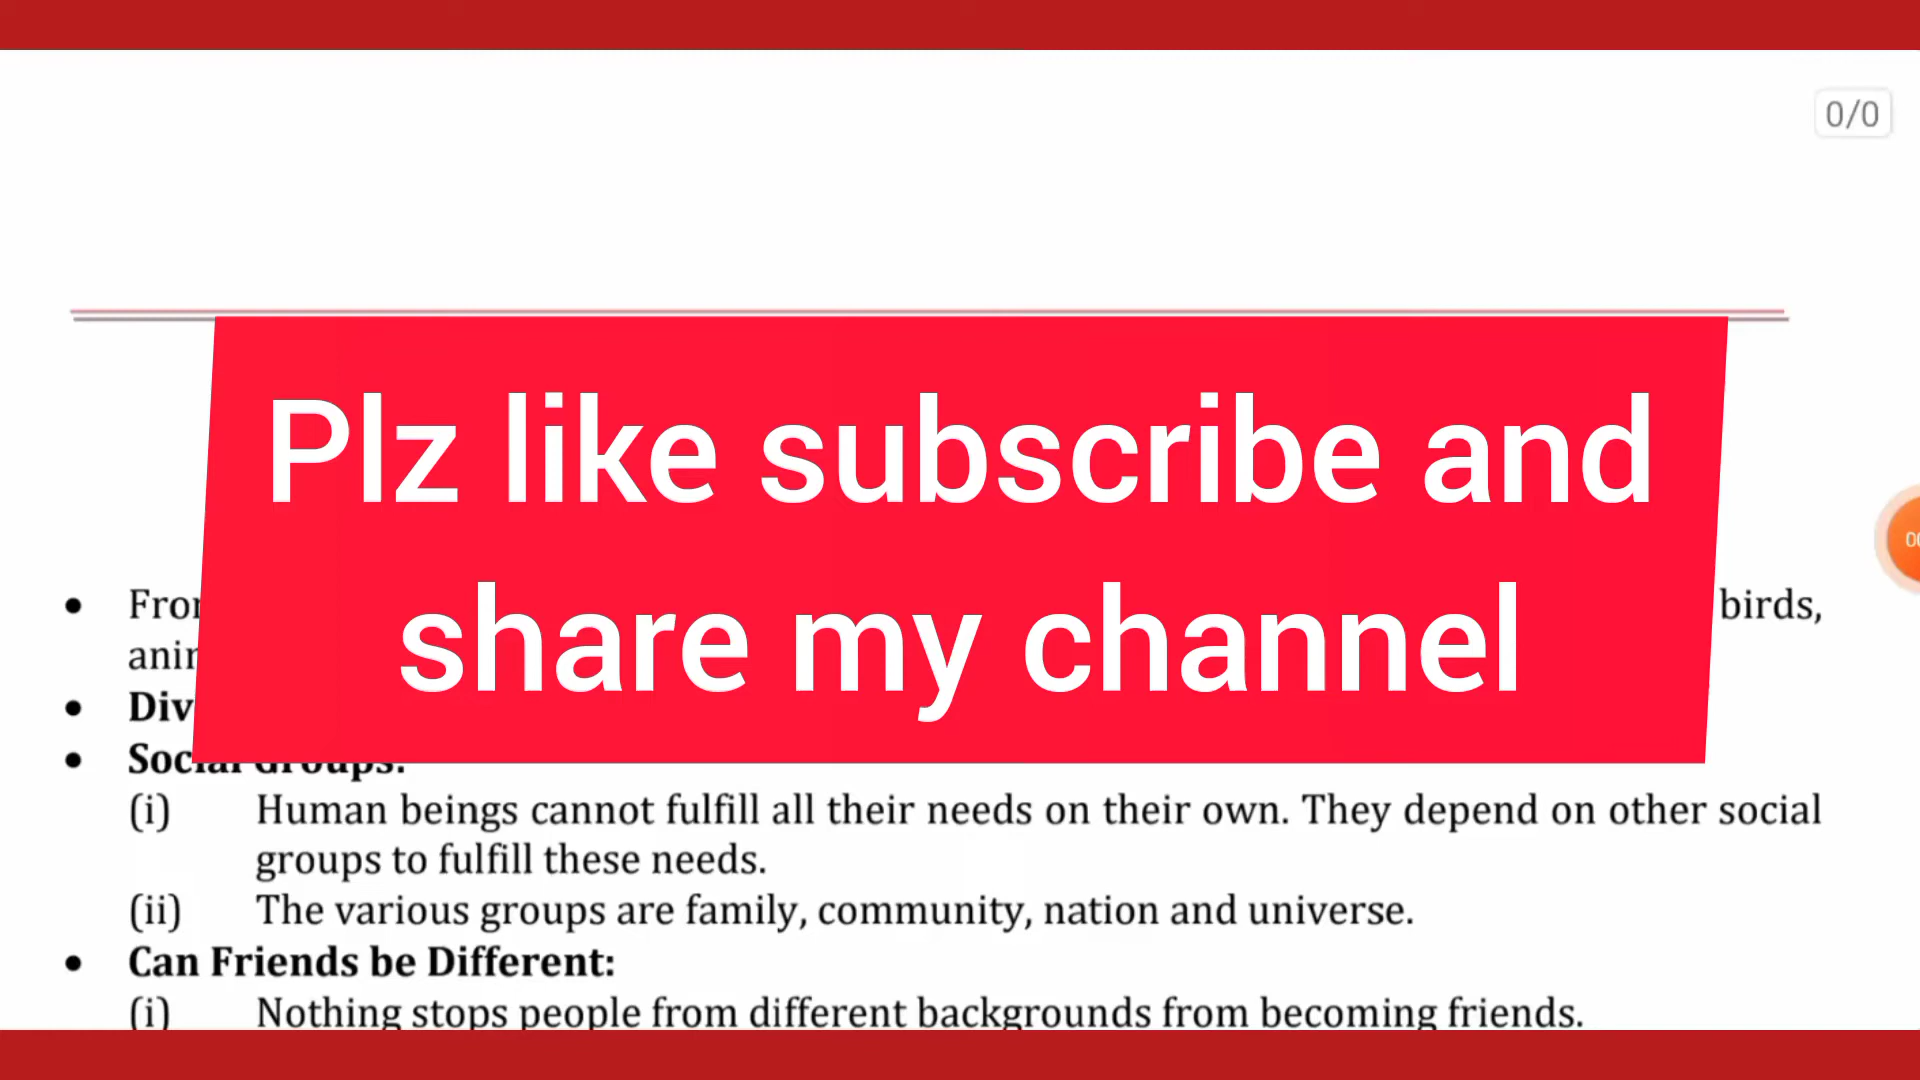 0/0
Plz like subscribe and
share my channel
birds,
Social Groups:
(i) Human beings cannot fulfill all their needs on their own. They depend on other social
groups to fulfill these needs.
(ii) The various groups are family, community, nation and universe.
Can Friends be Different:
(i) Nothing stops people from different backgrounds from becoming friends.